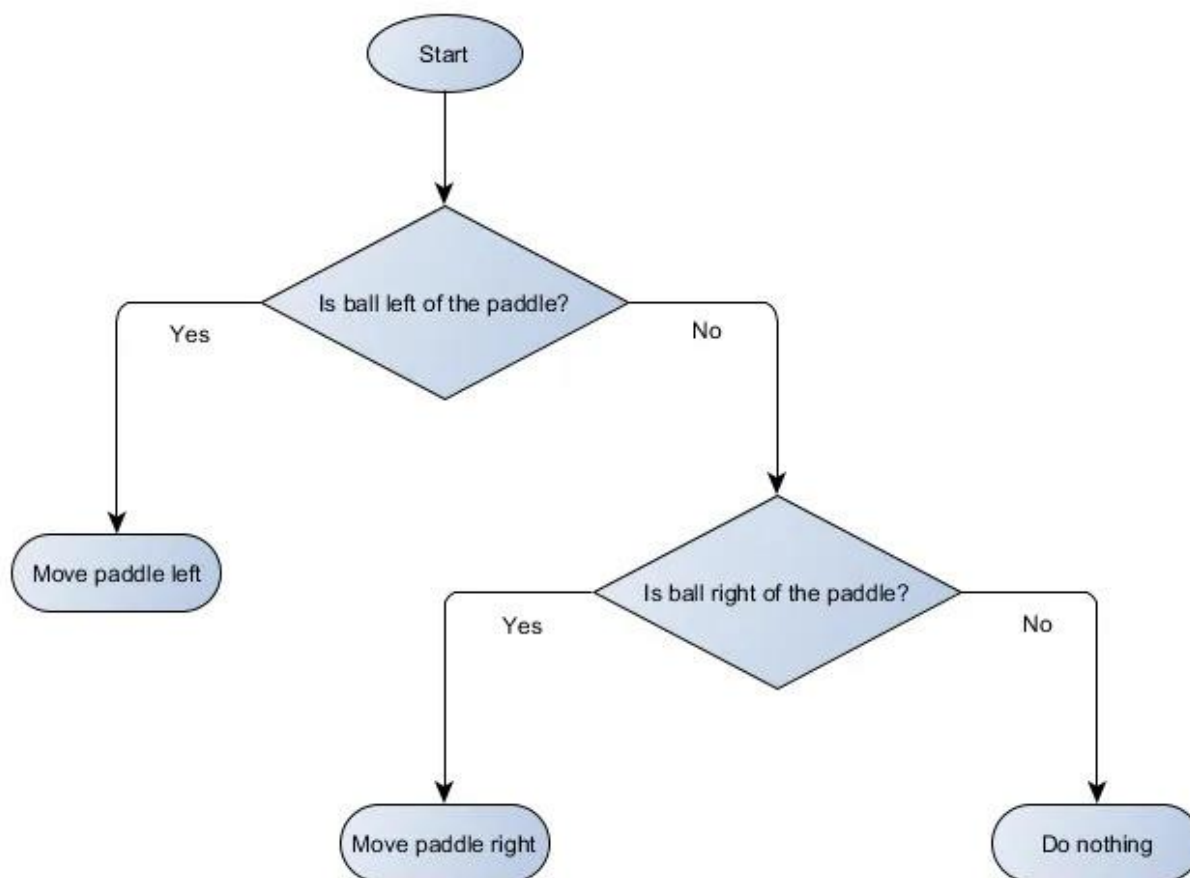 Start
Is ball left of the paddle?
Yes
No
Move paddle left
Is ball right of the paddle?
Yes
No
Move paddle right
Do nothing